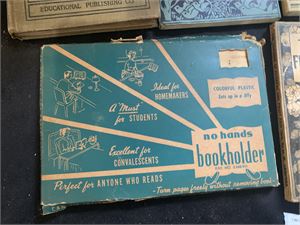 EDUCATIONAL PUBLISHING CO
Ideal for
HOMEMAKERS
A "Must"
for STUDENTS
COLORFUL PLASTIC
Sets up in a Jiffy
Excellent for
CONVALESCENTS
no hands
bookholder
Perfect for ANYONE WHO READS
Turn pages freely without removing book